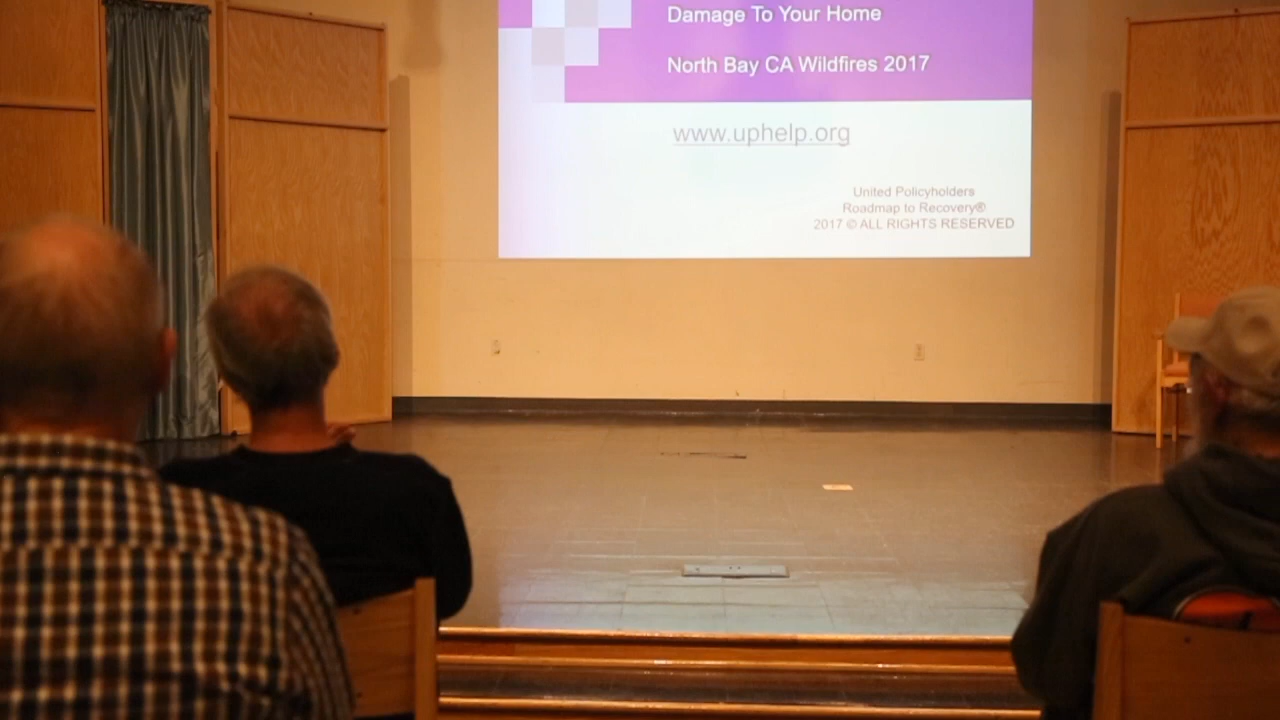 Damage To Your Home
North Bay CA Wildfires 2017
www.uphelp.org
United Policyholders
Roadmap to Recovery®
2017 © ALL RIGHTS RESERVED